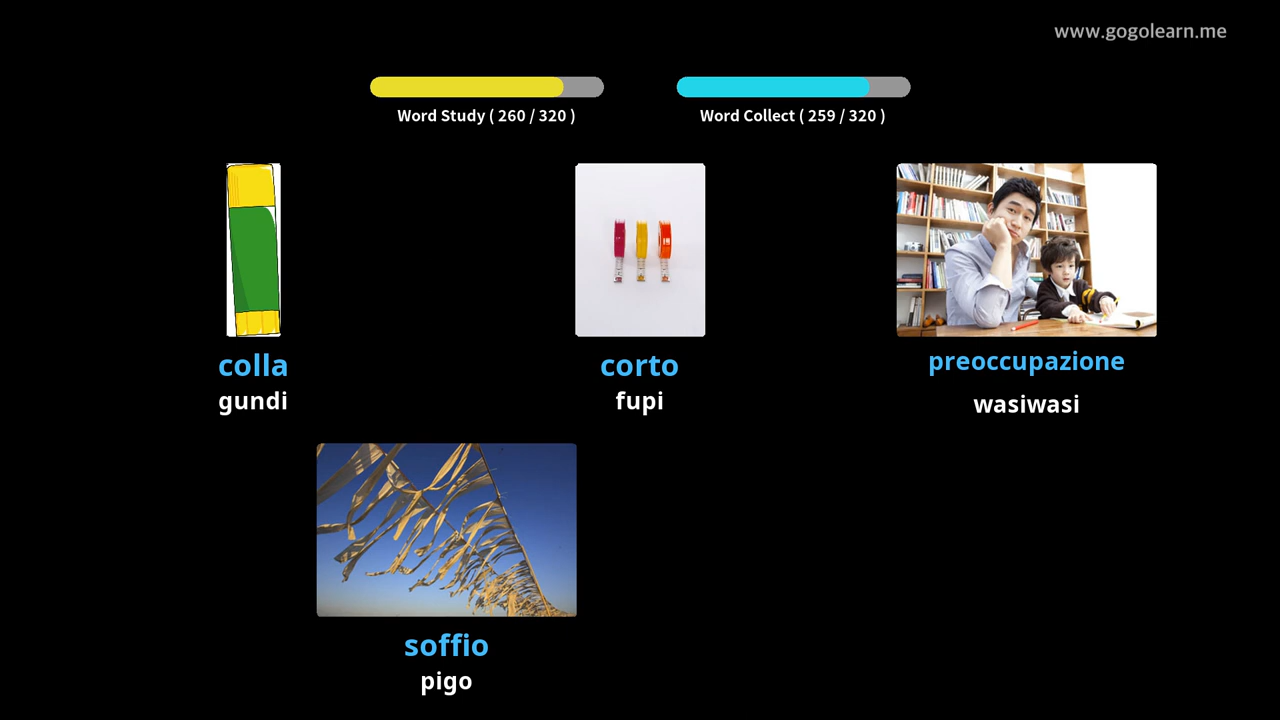 www.gogolearn.me
Word Study ( 260 / 320 )
Word Collect ( 259 / 320 )
colla
gundi
corto
fupi
preoccupazione
wasiwasi
soffio
pigo